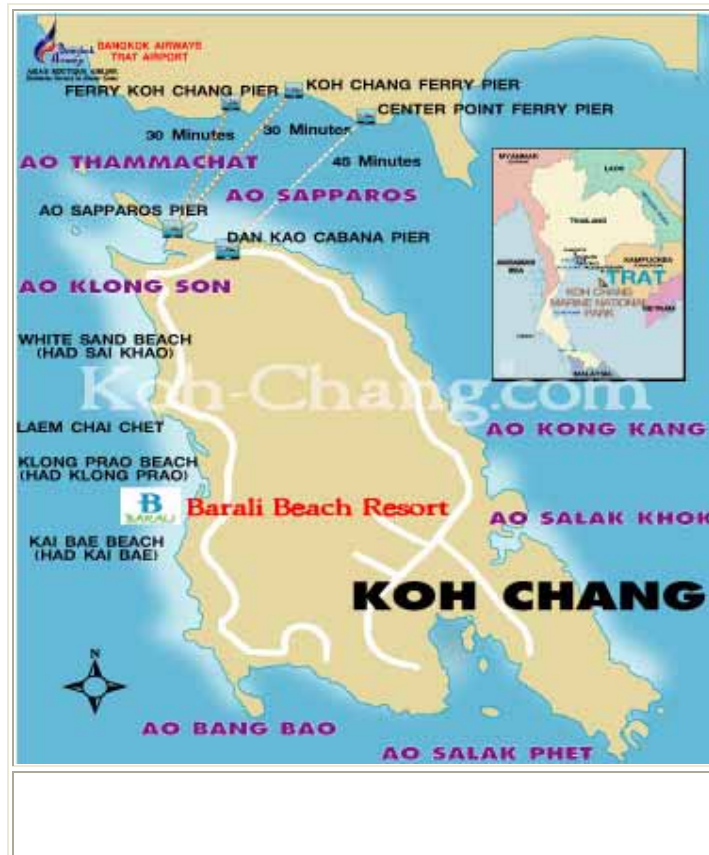 BANGKOK AIRWAYS
TRAT AIRPORT
FERRY KOH CHANG PIER
KOH CHANG FERRY PIER
CENTER POINT FERRY PIER
30 Minutes
30 Minutes
45 Minutes
AO THAMMACHAT
AO SAPPAROS
AO SAPPAROS PIER
DAN KAO CABANA PIER
AO KLONG SON
MYANMAR
LAOS
THAILAND
ANDAMAN
SEA
KAMPUCHEA
TRAT
KOH CHANG
MARINE NATIONAL
PARK
VIETNAM
MALAYSIA
WHITE SAND BEACH
(HAD SAI KHAO)
Koh-Chang.com
LAEM CHAI CHET
AO KONG KANG
KLONG PRAO BEACH
(HAD KLONG PRAO)
B
BARALI
Barali Beach Resort
AO SALAK KHOK
KAI BAE BEACH
(HAD KAI BAE)
KOH CHANG
N
AO BANG BAO
AO SALAK PHET